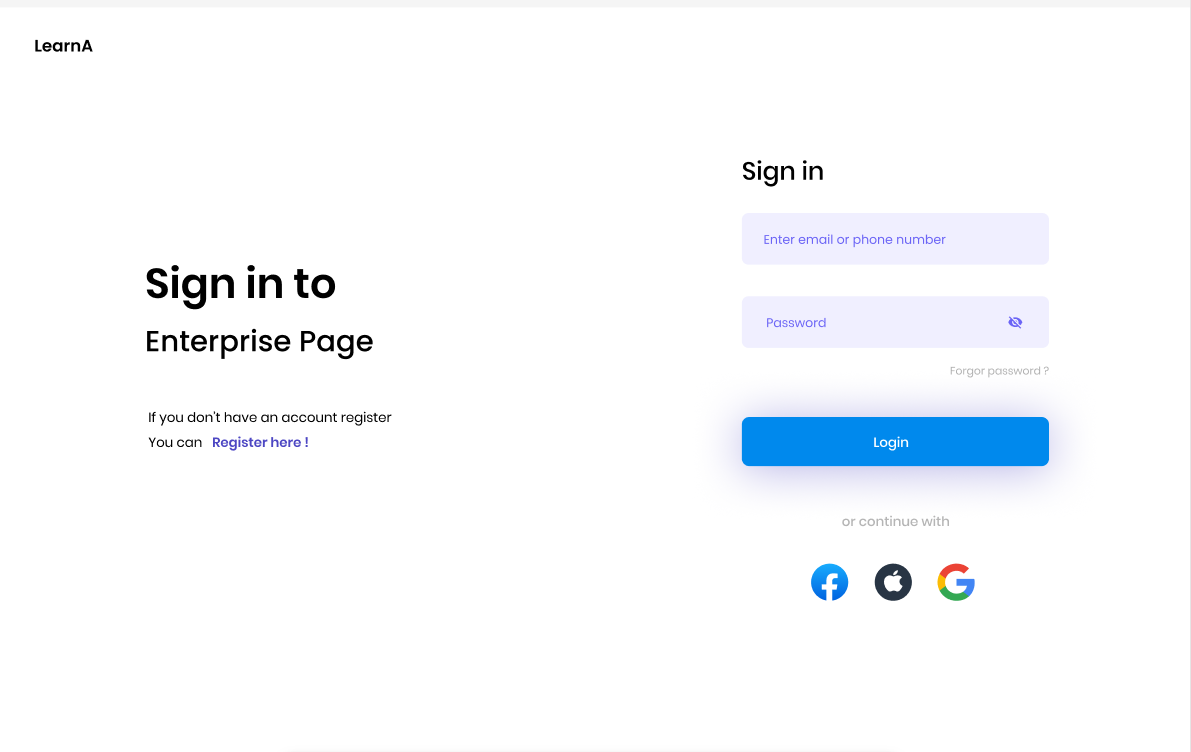 LearnA
Sign in to
Enterprise Page
If you don't have an account register
You can Register here !
Sign in
Enter email or phone number
Password
Forgor password ?
Login
or continue with